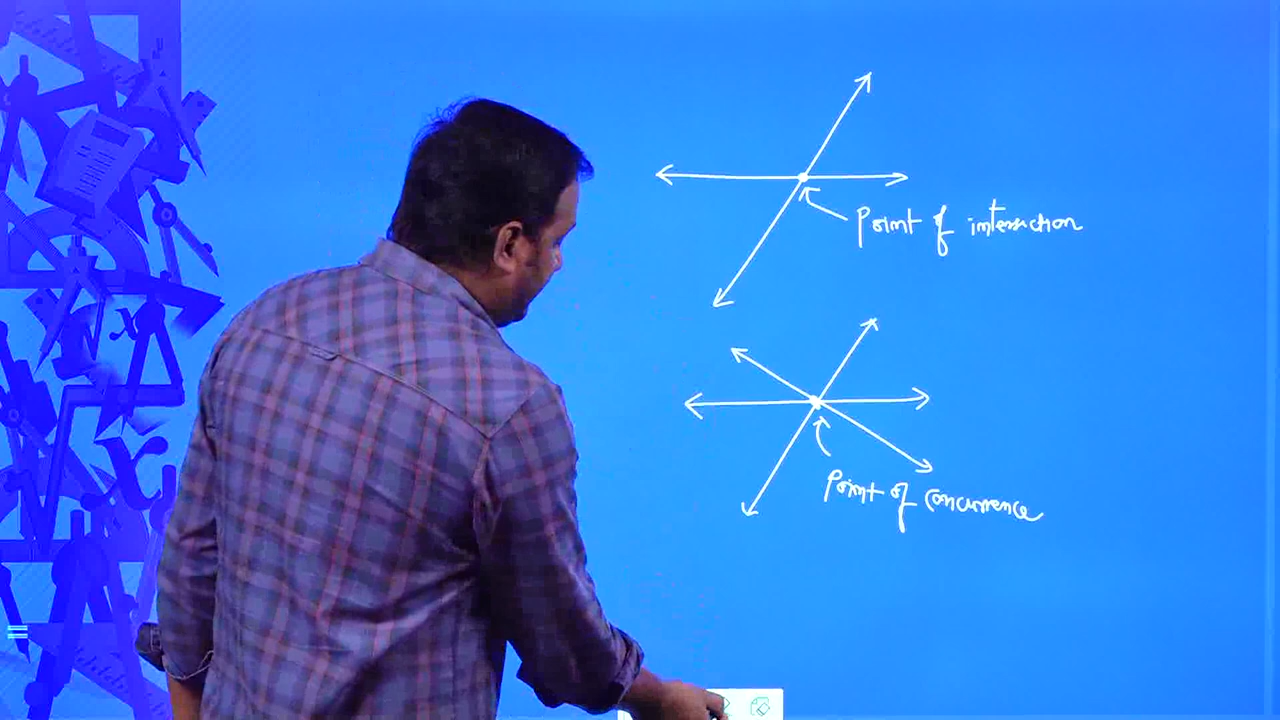 Point of intersection
Point of concurrence